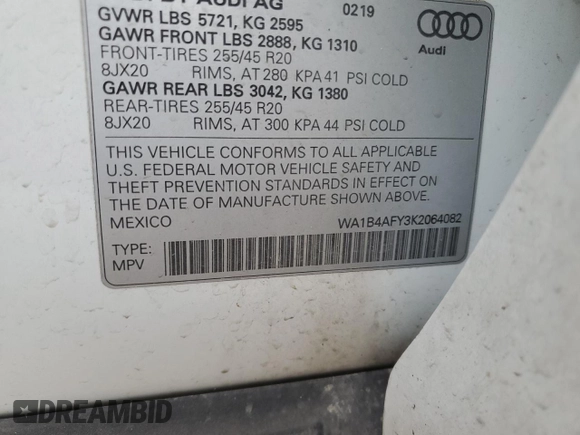 BY AUDI AG 0219
GVWR LBS 5721, KG 2595
GAWR FRONT LBS 2888, KG 1310
FRONT-TIRES 255/45 R20
8JX20 RIMS, AT 280 KPA 41 PSI COLD
GAWR REAR LBS 3042, KG 1380
REAR-TIRES 255/45 R20
8JX20 RIMS, AT 300 KPA 44 PSI COLD
Audi
THIS VEHICLE CONFORMS TO ALL APPLICABLE
U.S. FEDERAL MOTOR VEHICLE SAFETY AND
THEFT PREVENTION STANDARDS IN EFFECT ON
THE DATE OF MANUFACTURE SHOWN ABOVE.
MEXICO WA1B4AFY3K2064082
TYPE:
MPV
DREAMBID